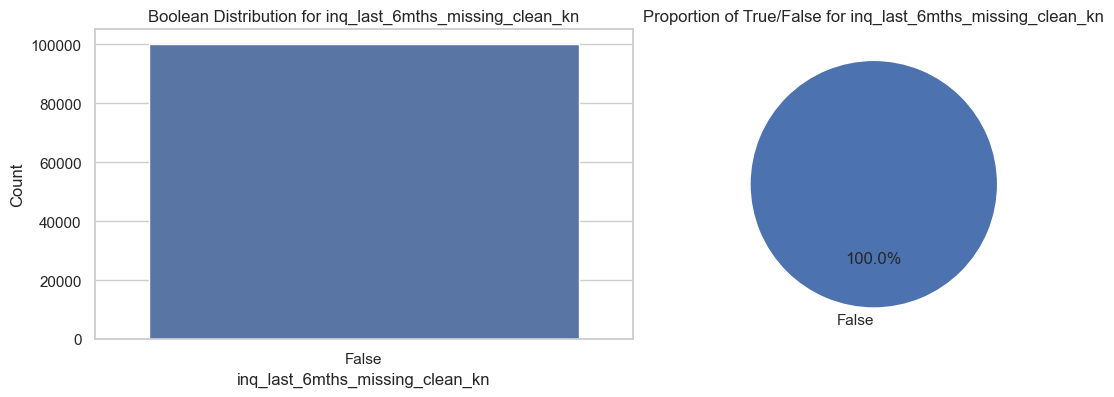 Boolean Distribution for inq_last_6mths_missing_clean_kn
100000
80000
60000
40000
20000
0
Count
False
inq_last_6mths_missing_clean_kn
Proportion of True/False for inq_last_6mths_missing_clean_kn
100.0%
False